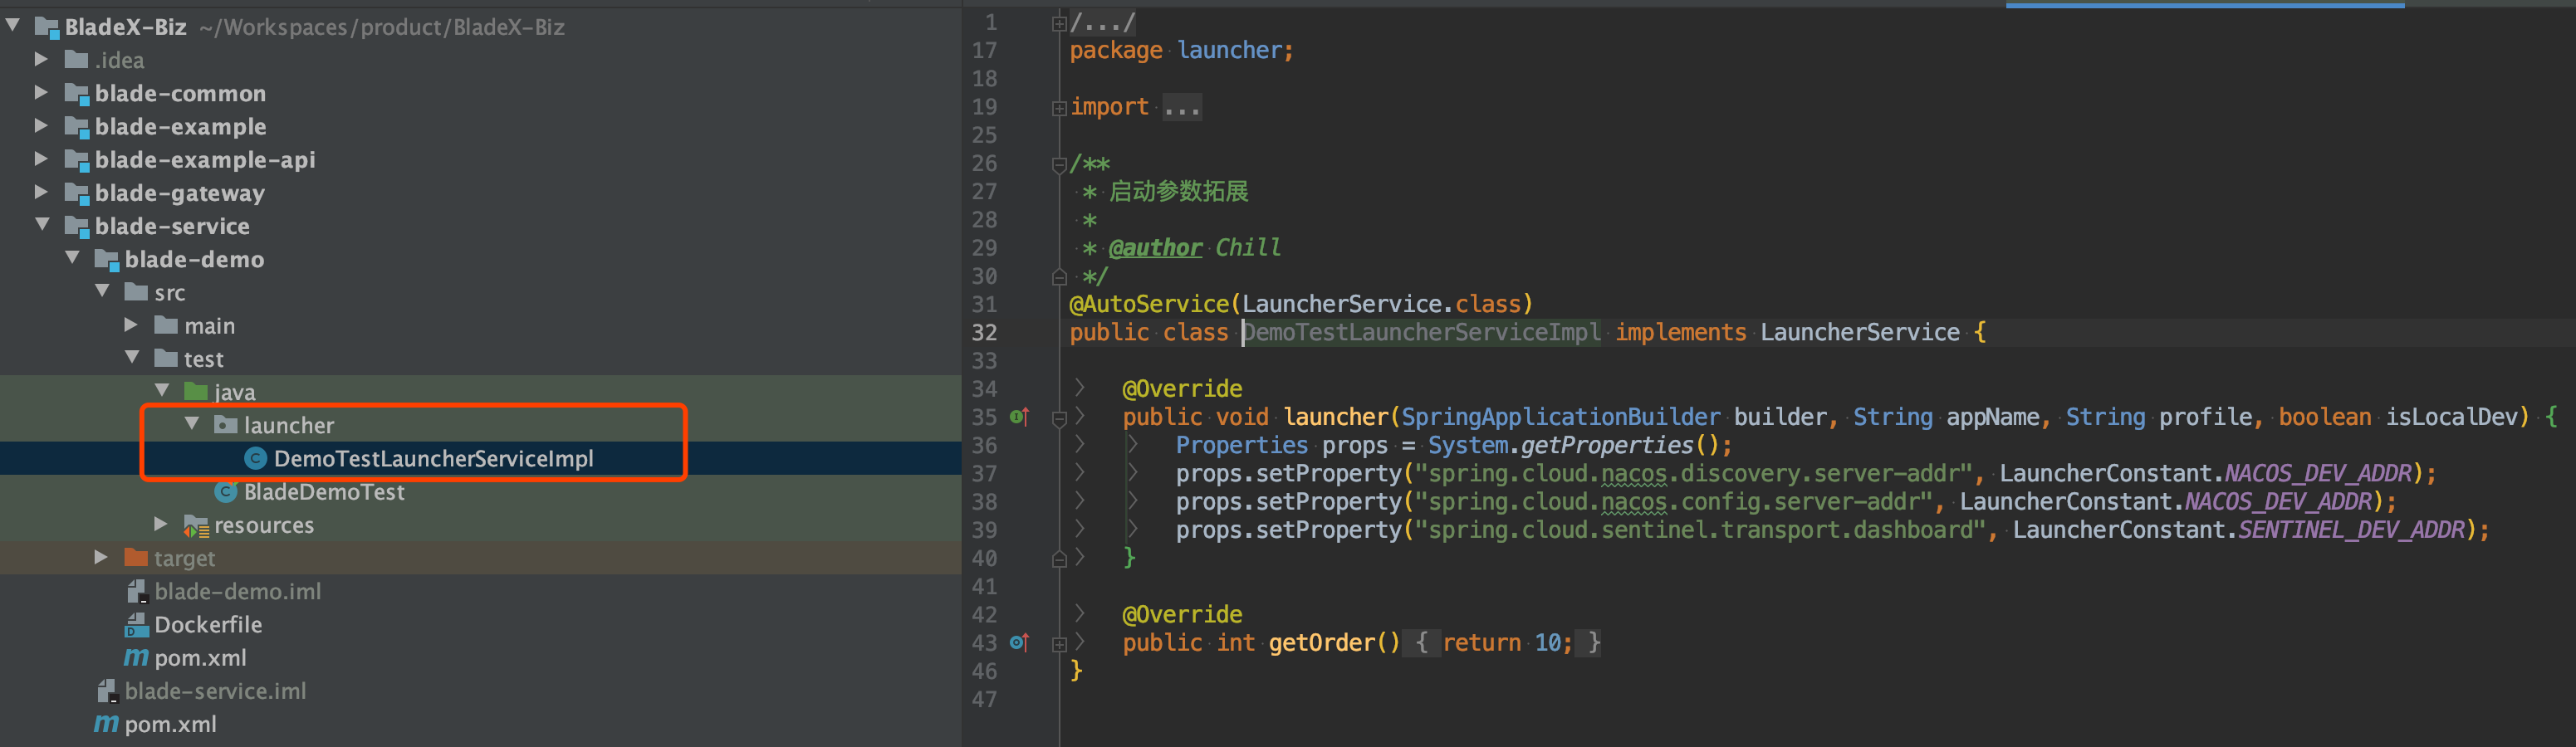 BladeX-Biz ~/Workspaces/product/BladeX-Biz
.idea
blade-common
blade-example
blade-example-api
blade-gateway
blade-service
blade-demo
src
main
test
java
launcher
DemoTestLauncherServiceImpl
BladeDemoTest
resources
target
blade-demo.iml
Dockerfile
pom.xml
blade-service.iml
pom.xml
1 /.../
17 package launcher;
18
19 import ...
25
26 /**
27 * 启动参数拓展
28 *
29 * @author Chill
30 */
31 @AutoService(LauncherService.class)
32 public class DemoTestLauncherServiceImpl implements LauncherService {
33
34 @Override
35 public void launcher(SpringApplicationBuilder builder, String appName, String profile, boolean isLocalDev) {
36 Properties props = System.getProperties();
37 props.setProperty("spring.cloud.nacos.discovery.server-addr", LauncherConstant.NACOS_DEV_ADDR);
38 props.setProperty("spring.cloud.nacos.config.server-addr", LauncherConstant.NACOS_DEV_ADDR);
39 props.setProperty("spring.cloud.sentinel.transport.dashboard", LauncherConstant.SENTINEL_DEV_ADDR);
40 }
41
42 @Override
43 public int getOrder() { return 10; }
46 }
47